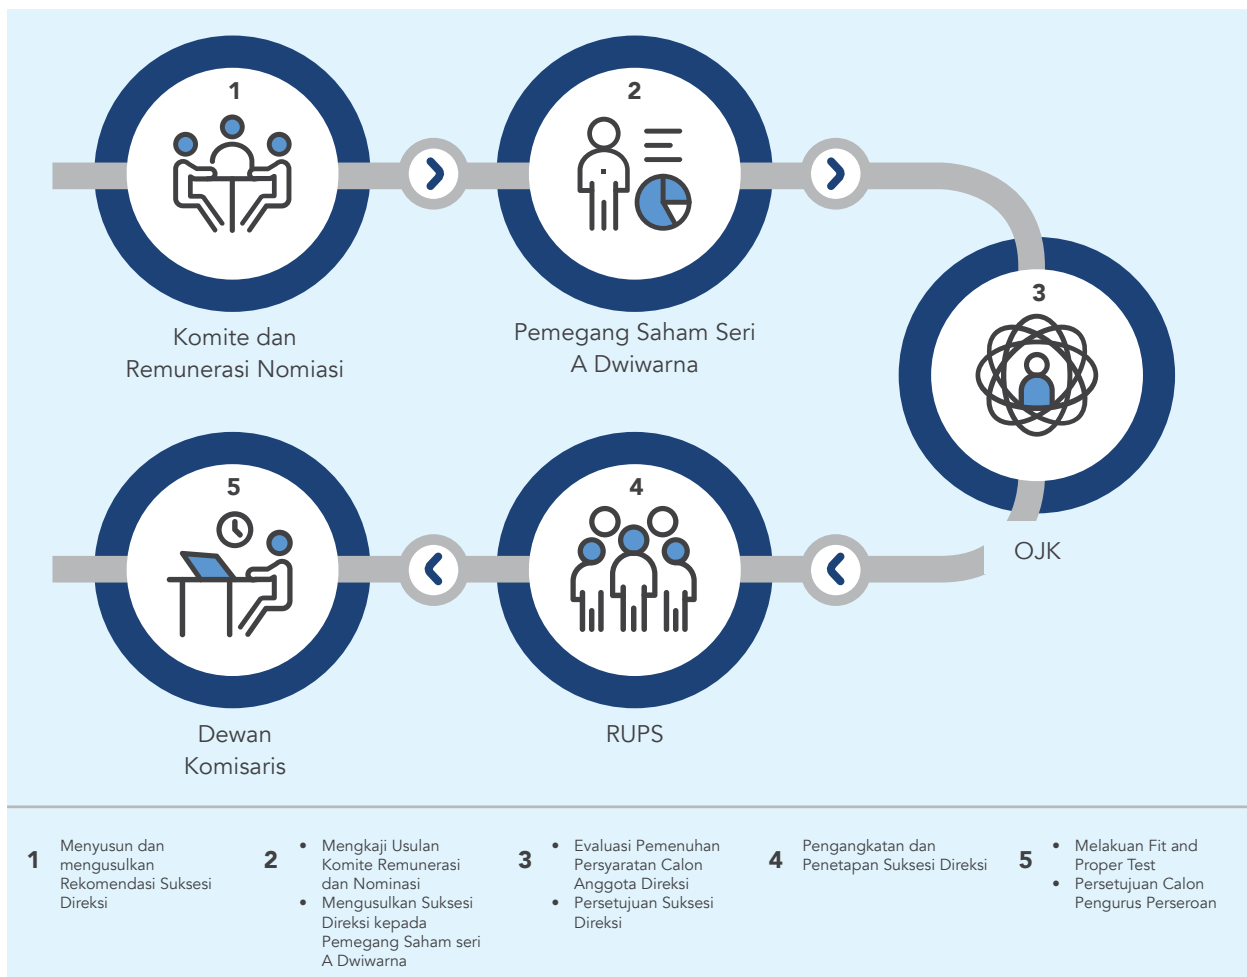 1
Komite dan
Remunerasi Nomiasi
2
Pemegang Saham Seri
A Dwiwarna
3
OJK
4
RUPS
5
Dewan
Komisaris
1
Menyusun dan
mengusulkan
Rekomendasi Suksesi
Direksi
2
• Mengkaji Usulan
Komite Remunerasi
dan Nominasi
• Mengusulkan Suksesi
Direksi kepada
Pemegang Saham seri
A Dwiwarna
3
• Evaluasi Pemenuhan
Persyaratan Calon
Anggota Direksi
• Persetujuan Suksesi
Direksi
4
Pengangkatan dan
Penetapan Suksesi Direksi
5
• Melakuan Fit and
Proper Test
• Persetujuan Calon
Pengurus Perseroan